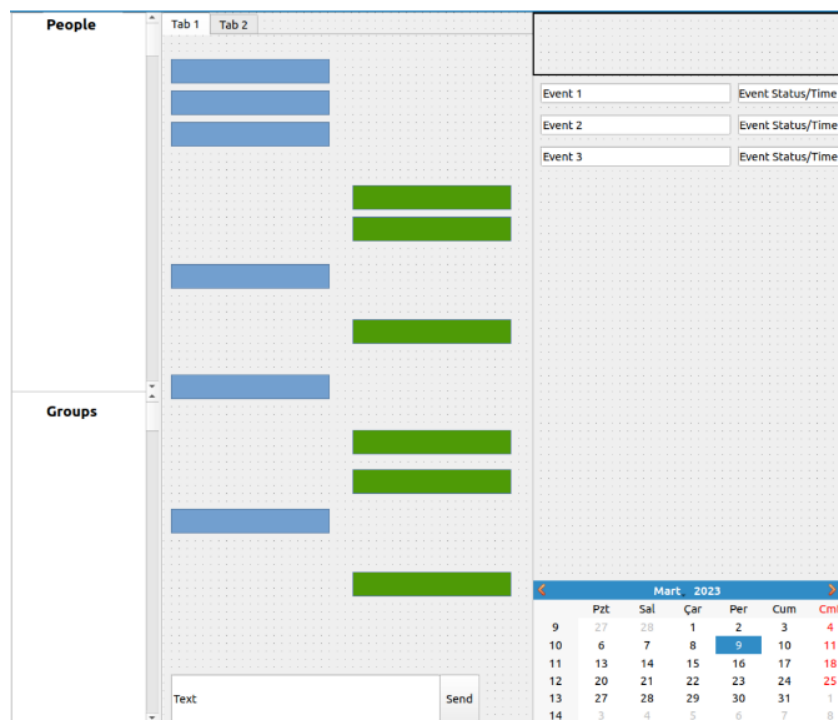 People
Groups
Tab 1 Tab 2
Text Send
Event 1 Event Status/Time
Event 2 Event Status/Time
Event 3 Event Status/Time
Mart, 2023
Pzt Sal Çar Per Cum Cmt
9 27 28 1 2 3 4
10 6 7 8 9 10 11
11 13 14 15 16 17 18
12 20 21 22 23 24 25
13 27 28 29 30 31 1
14 3 4 5 6 7 8